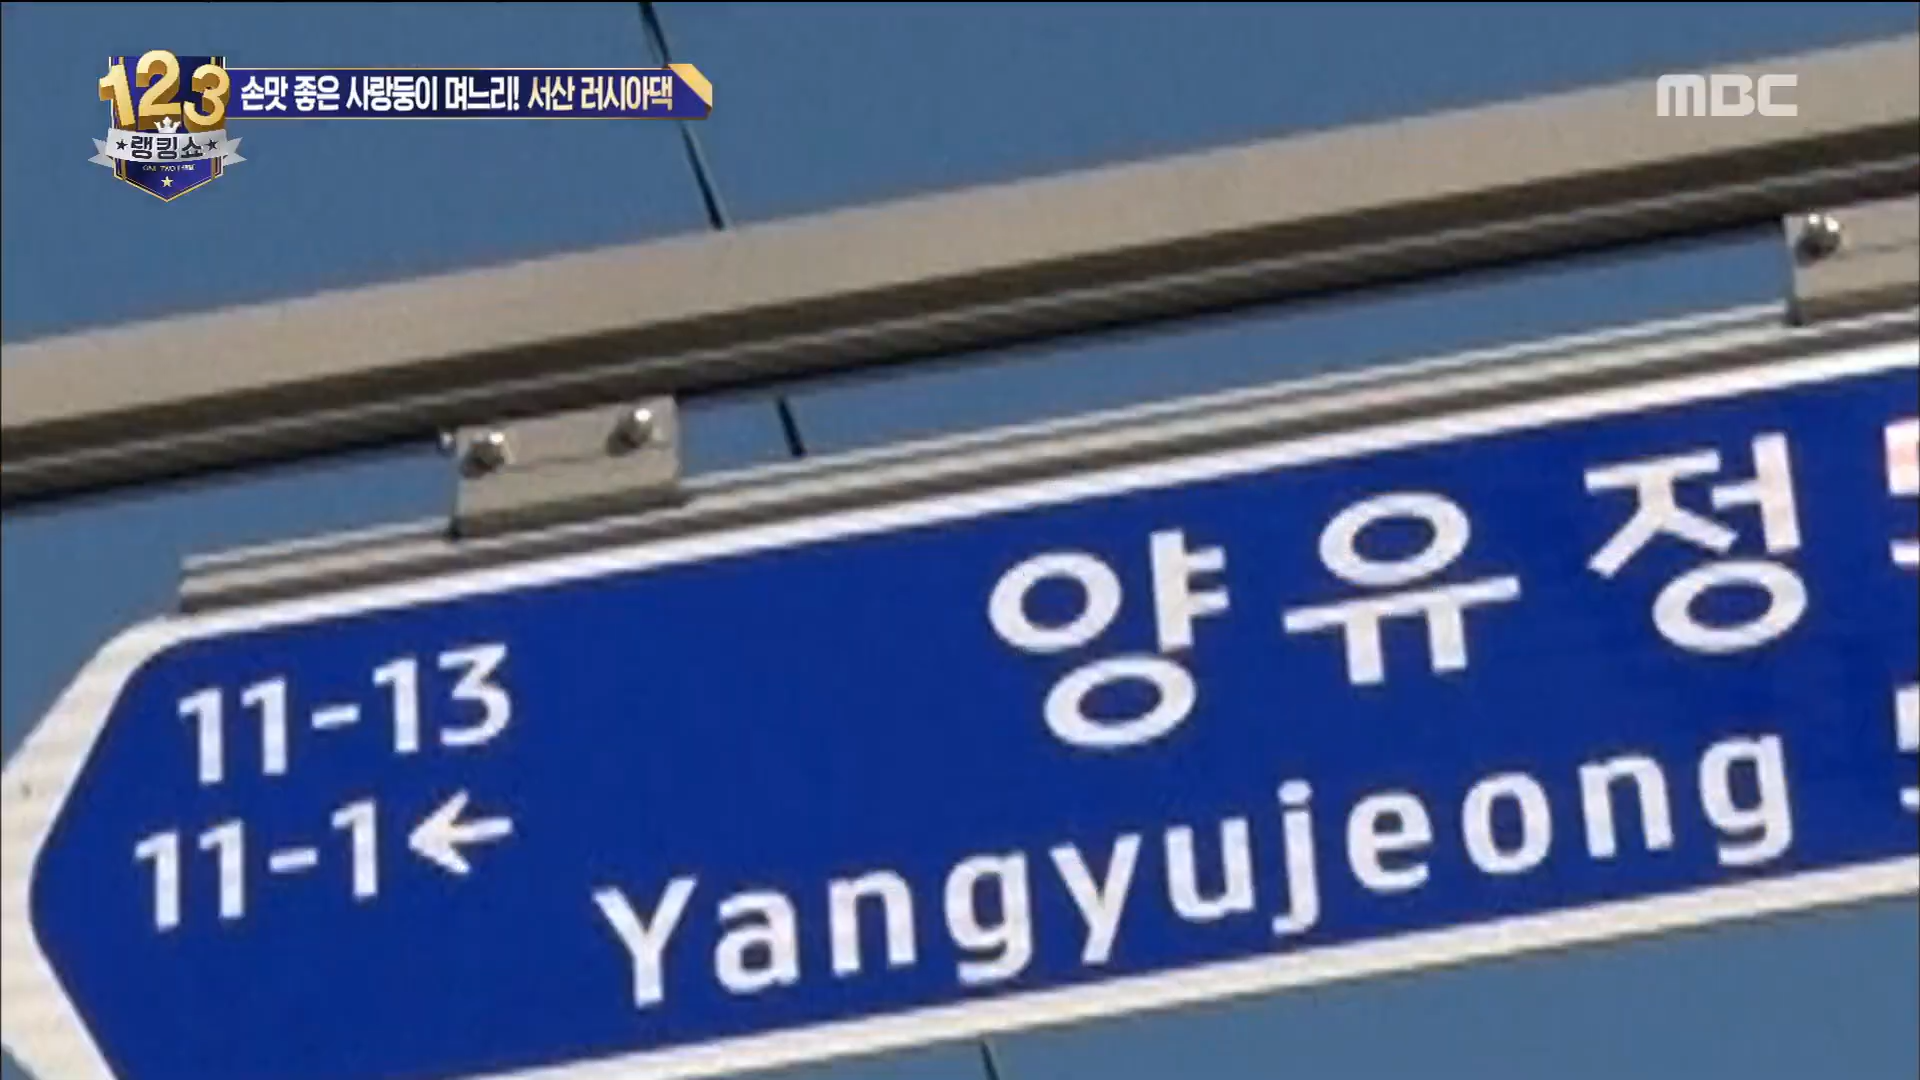 123
랭킹쇼
손맛 좋은 사랑둥이 며느리! 서산 러시아댁
MBC
양유정
11-13
11-1←
Yangyujeong